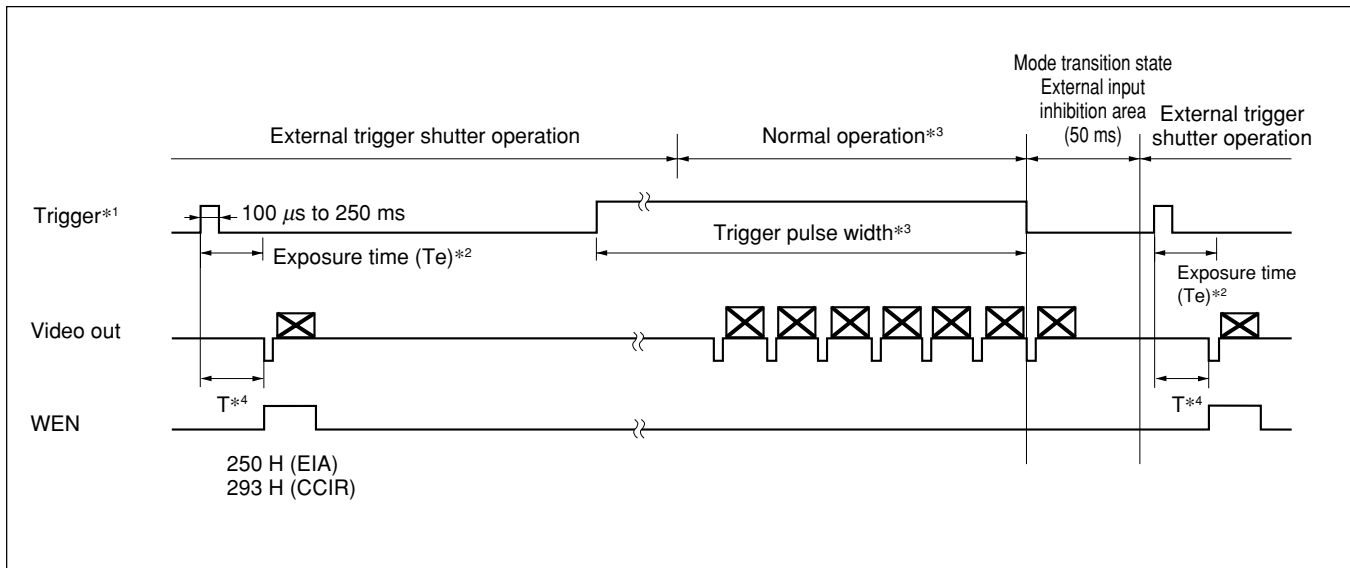 Mode transition state
External input
inhibition area
(50 ms)
External trigger shutter operation
Normal operation*3
External trigger
shutter operation
Trigger*1
100 μs to 250 ms
Exposure time (Te)*2
Trigger pulse width*3
Exposure time
(Te)*2
Video out
T*4
T*4
WEN
250 H (EIA)
293 H (CCIR)